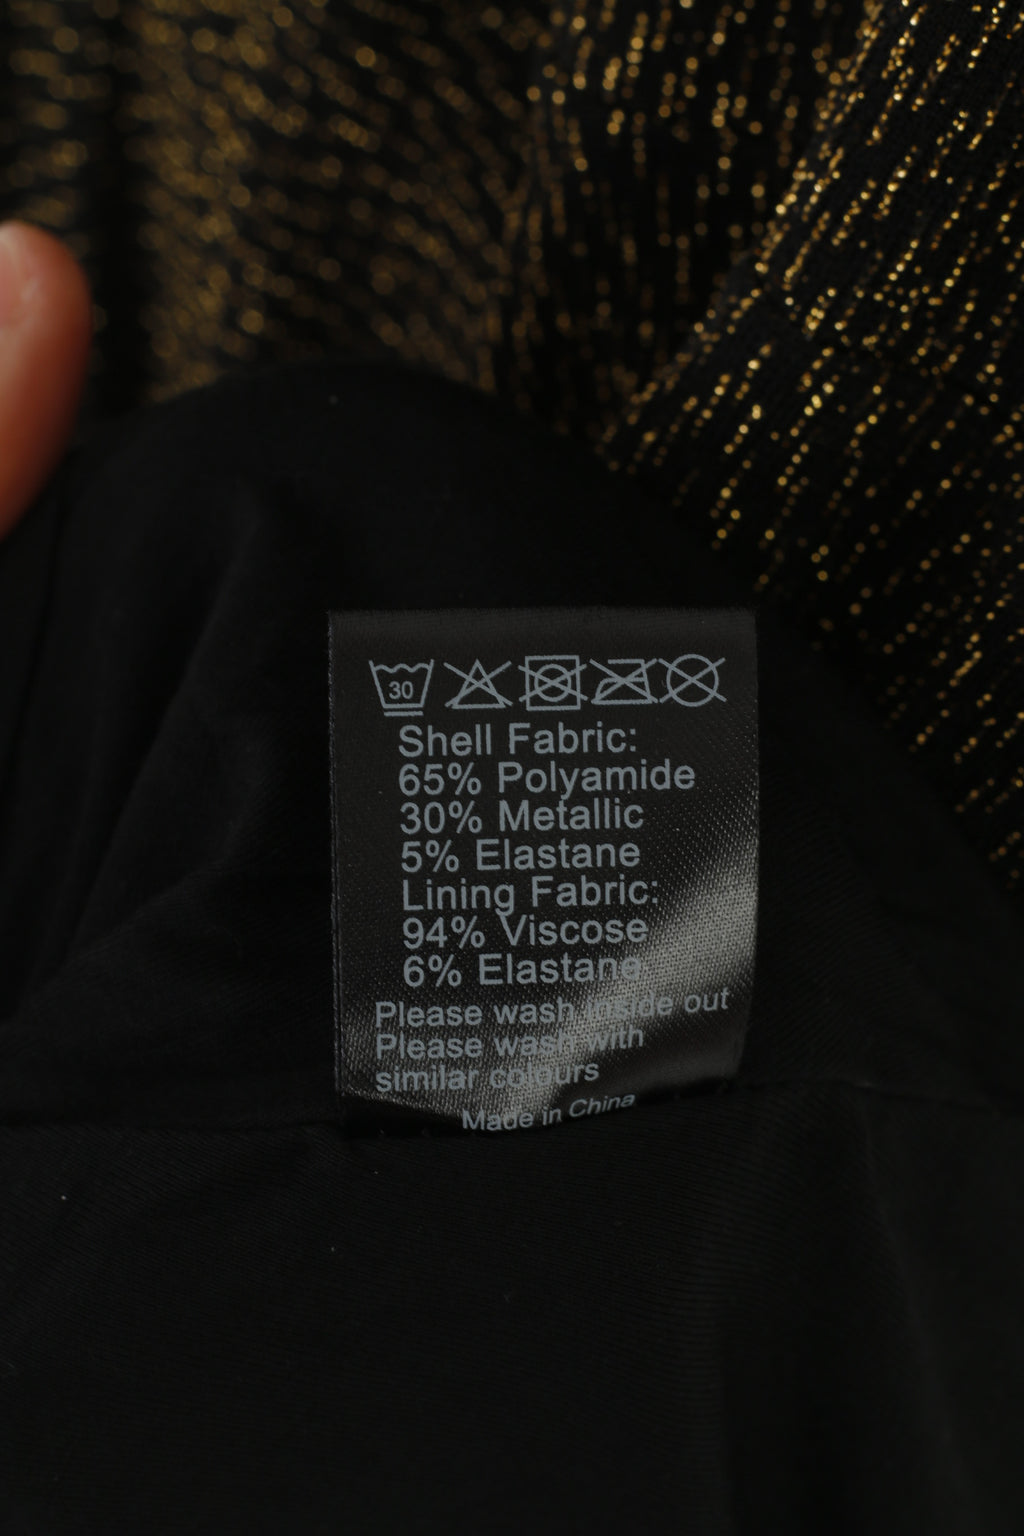 30
Shell Fabric:
65% Polyamide
30% Metallic
5% Elastane
Lining Fabric:
94% Viscose
6% Elastane
Please wash inside out
Please wash with
similar colours
Made in China